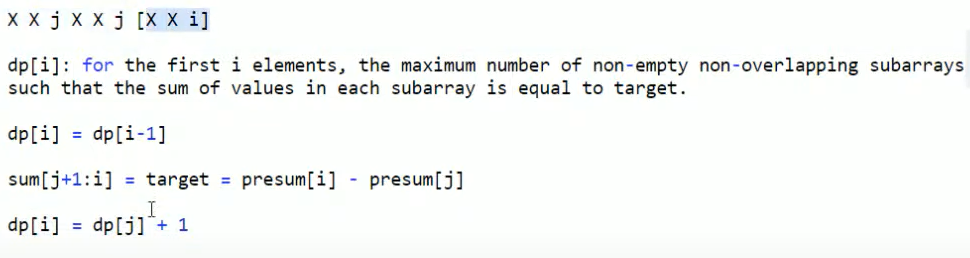 X X j X X j [X X i]
dp[i]: for the first i elements, the maximum number of non-empty non-overlapping subarrays
such that the sum of values in each subarray is equal to target.
dp[i] = dp[i-1]
sum[j+1:i] = target = presum[i] - presum[j]
dp[i] = dp[j] + 1